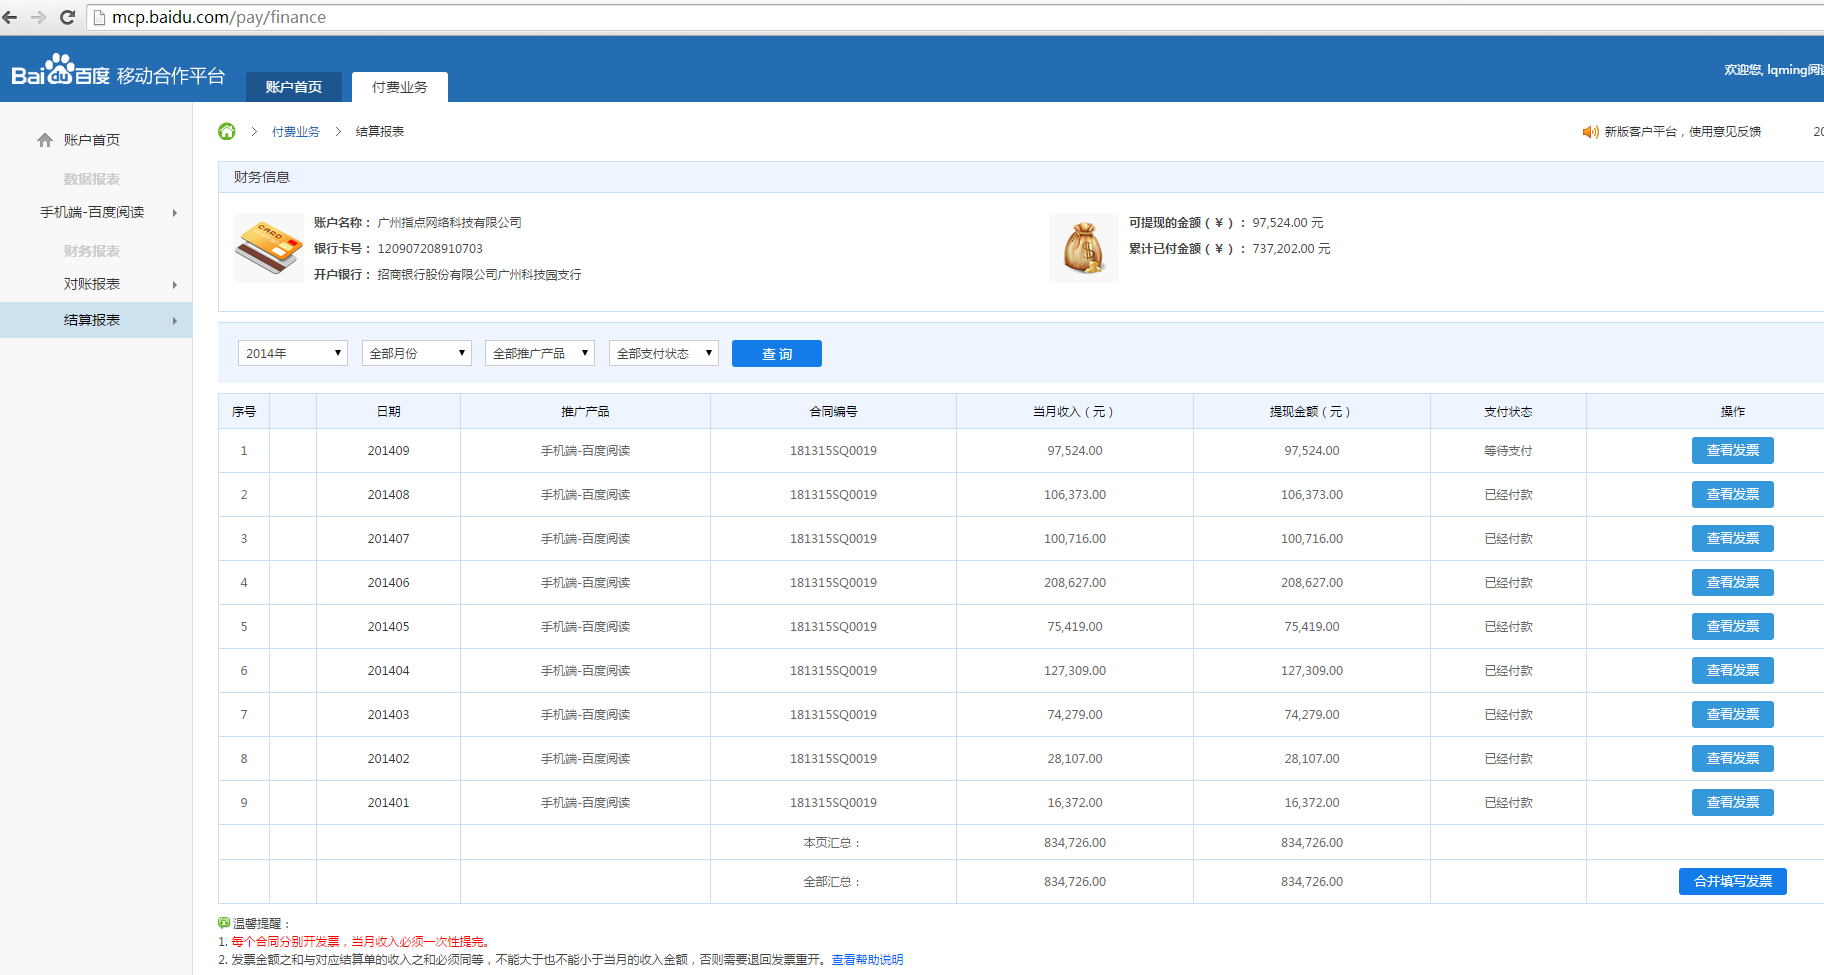 mcp.baidu.com/pay/finance
Bai du 百度 移动合作平台
账户首页 付费业务
欢迎您, lqming阅
账户首页
数据报表
手机端-百度阅读
财务报表
对账报表
结算报表
付费业务 > 结算报表
新版客户平台，使用意见反馈 20
财务信息
账户名称： 广州指点网络科技有限公司
银行卡号： 120907208910703
开户银行： 招商银行股份有限公司广州科技园支行
CARD
可提现的金额（￥）： 97,524.00 元
累计已付金额（￥）： 737,202.00 元
2014年 全部月份 全部推广产品 全部支付状态 查 询
序号 日期 推广产品 合同编号 当月收入（元） 提现金额（元） 支付状态 操作
1 201409 手机端-百度阅读 181315SQ0019 97,524.00 97,524.00 等待支付 查看发票
2 201408 手机端-百度阅读 181315SQ0019 106,373.00 106,373.00 已经付款 查看发票
3 201407 手机端-百度阅读 181315SQ0019 100,716.00 100,716.00 已经付款 查看发票
4 201406 手机端-百度阅读 181315SQ0019 208,627.00 208,627.00 已经付款 查看发票
5 201405 手机端-百度阅读 181315SQ0019 75,419.00 75,419.00 已经付款 查看发票
6 201404 手机端-百度阅读 181315SQ0019 127,309.00 127,309.00 已经付款 查看发票
7 201403 手机端-百度阅读 181315SQ0019 74,279.00 74,279.00 已经付款 查看发票
8 201402 手机端-百度阅读 181315SQ0019 28,107.00 28,107.00 已经付款 查看发票
9 201401 手机端-百度阅读 181315SQ0019 16,372.00 16,372.00 已经付款 查看发票
本页汇总： 834,726.00 834,726.00
全部汇总： 834,726.00 834,726.00 合并填写发票
温馨提醒：
1. 每个合同分别开发票，当月收入必须一次性提完。
2. 发票金额之和与对应结算单的收入之和必须同等，不能大于也不能小于当月的收入金额，否则需要退回发票重开。查看帮助说明